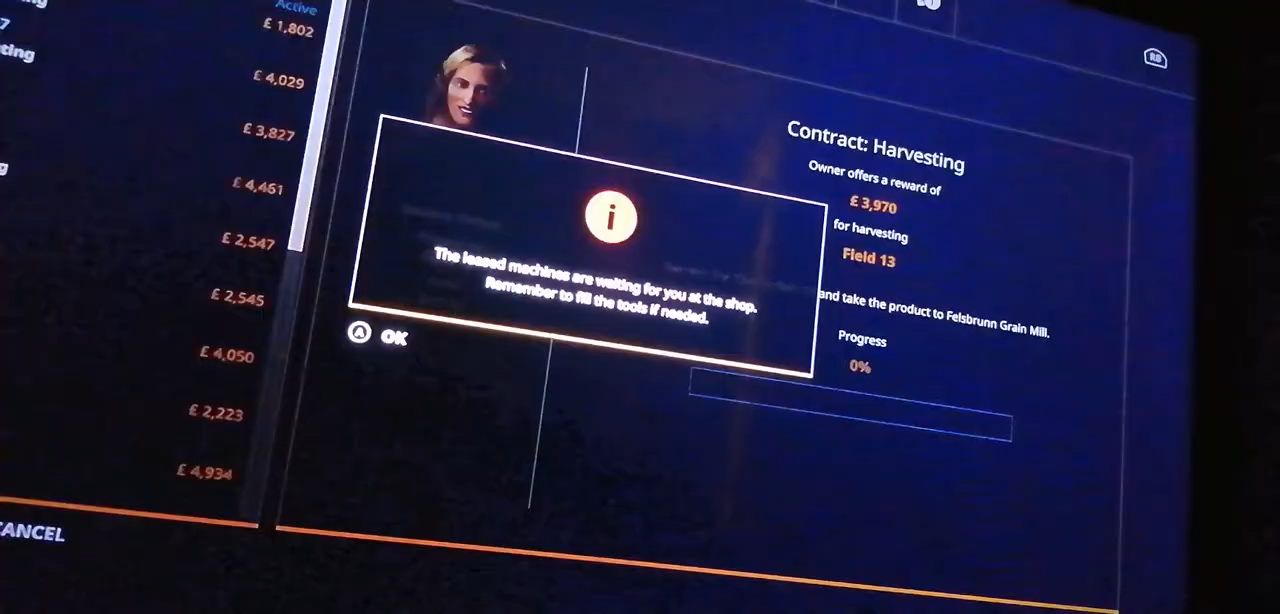 Active
7
£ 1,802
£ 4,029
£ 3,827
£ 4,461
£ 2,547
£ 2,545
£ 4,050
£ 2,223
£ 4,934
CANCEL
RB
Contract: Harvesting
Owner offers a reward of
£ 3,970
for harvesting
Field 13
and take the product to Felsbrunn Grain Mill.
Progress
0%
i
The leased machines are waiting for you at the shop.
Remember to fill the tools if needed.
A OK